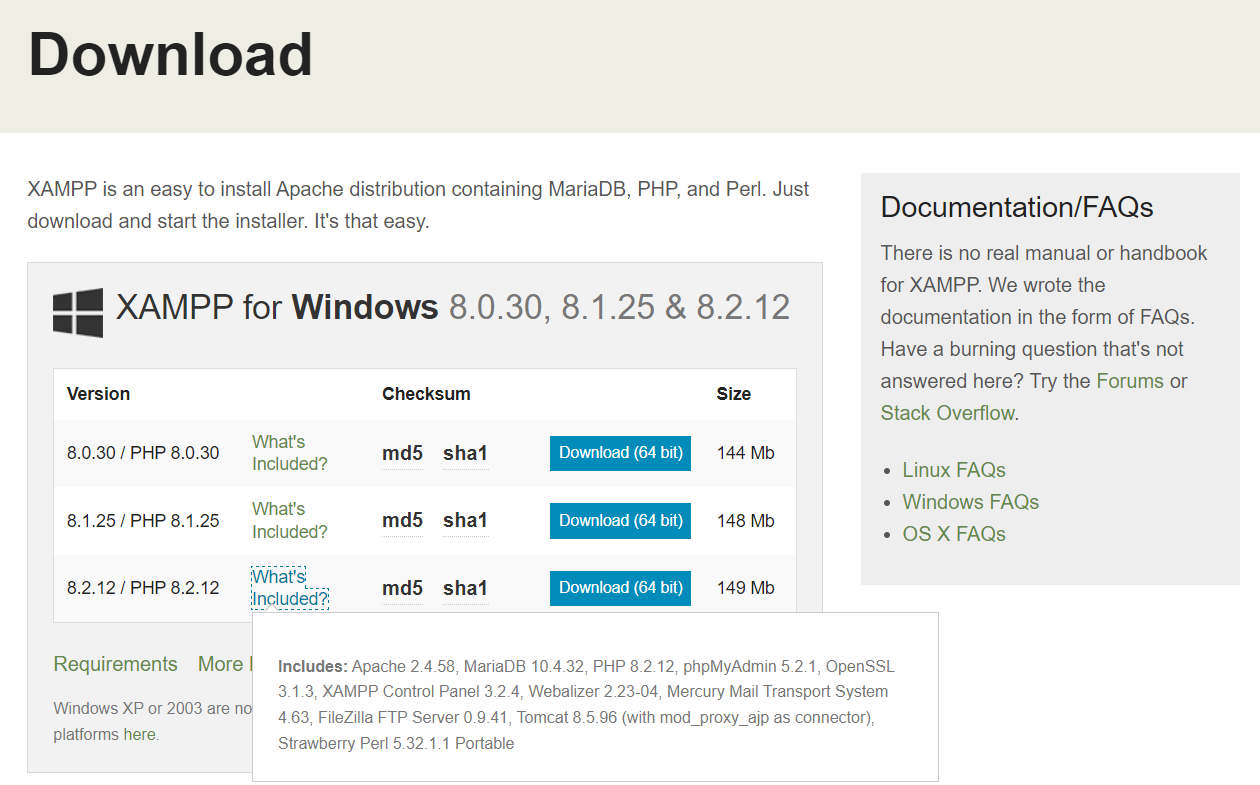 Download
XAMPP is an easy to install Apache distribution containing MariaDB, PHP, and Perl. Just
download and start the installer. It's that easy.
XAMPP for Windows 8.0.30, 8.1.25 & 8.2.12
Version Checksum Size
8.0.30 / PHP 8.0.30 What's Included? md5 sha1 Download (64 bit) 144 Mb
8.1.25 / PHP 8.1.25 What's Included? md5 sha1 Download (64 bit) 148 Mb
8.2.12 / PHP 8.2.12 What's Included? md5 sha1 Download (64 bit) 149 Mb
Includes: Apache 2.4.58, MariaDB 10.4.32, PHP 8.2.12, phpMyAdmin 5.2.1, OpenSSL
3.1.3, XAMPP Control Panel 3.2.4, Webalizer 2.23-04, Mercury Mail Transport System
4.63, FileZilla FTP Server 0.9.41, Tomcat 8.5.96 (with mod_proxy_ajp as connector),
Strawberry Perl 5.32.1.1 Portable
Requirements More
Windows XP or 2003 are no
platforms here.
Documentation/FAQs
There is no real manual or handbook
for XAMPP. We wrote the
documentation in the form of FAQs.
Have a burning question that's not
answered here? Try the Forums or
Stack Overflow.
Linux FAQs
Windows FAQs
OS X FAQs